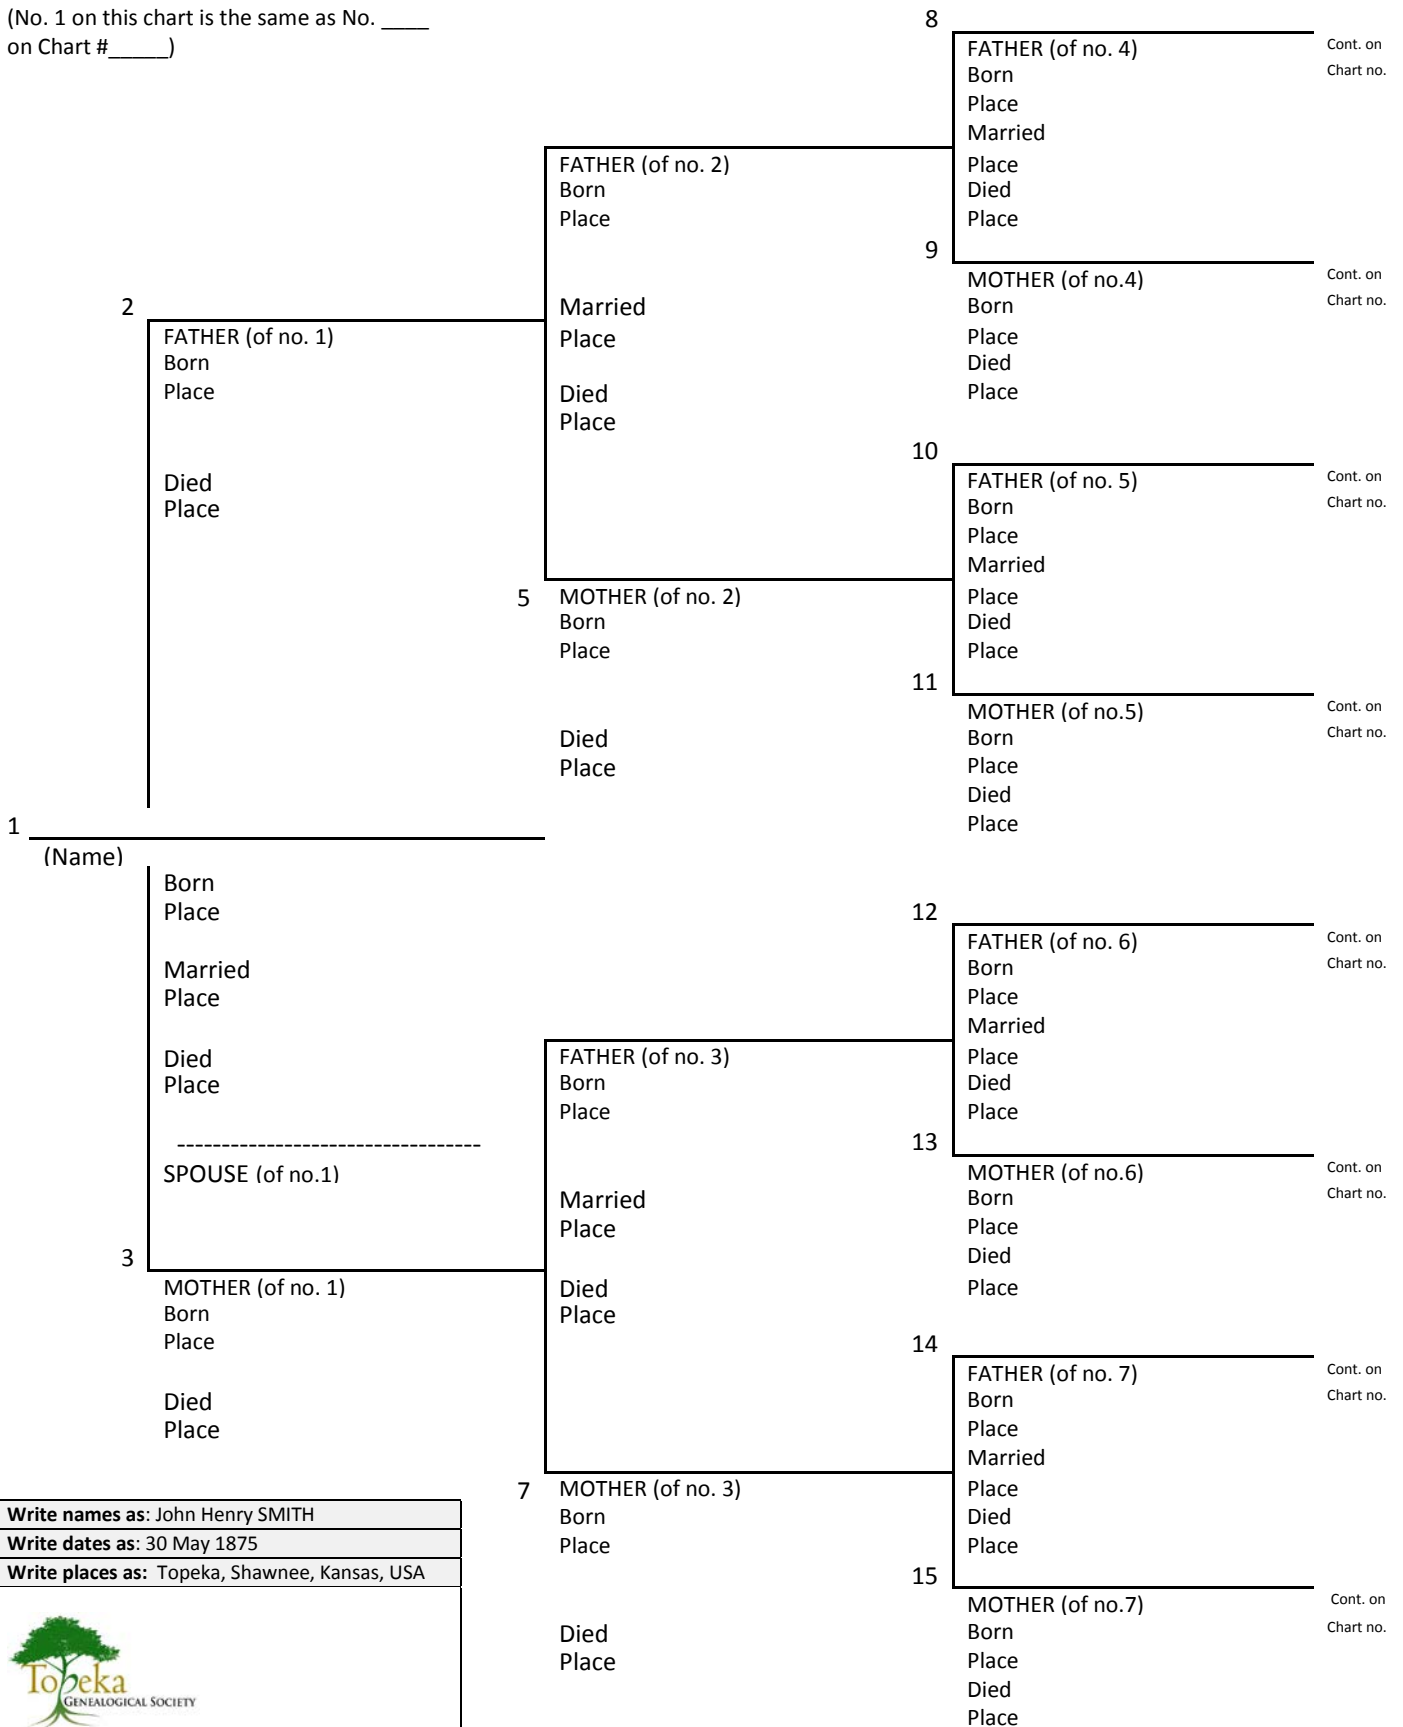 (No. 1 on this chart is the same as No. ____
on Chart #_____)
8
FATHER (of no. 4)
Born
Place
Married
Place
Died
Place
Cont. on
Chart no.
9
MOTHER (of no.4)
Born
Place
Died
Place
Cont. on
Chart no.
FATHER (of no. 2)
Born
Place
Married
Place
Died
Place
2
FATHER (of no. 1)
Born
Place
Died
Place
10
FATHER (of no. 5)
Born
Place
Married
Place
Died
Place
Cont. on
Chart no.
5 MOTHER (of no. 2)
Born
Place
Died
Place
11
MOTHER (of no.5)
Born
Place
Died
Place
Cont. on
Chart no.
1
(Name)
Born
Place
Married
Place
Died
Place
----------------------------------
SPOUSE (of no.1)
12
FATHER (of no. 6)
Born
Place
Married
Place
Died
Place
Cont. on
Chart no.
FATHER (of no. 3)
Born
Place
Married
Place
Died
Place
13
MOTHER (of no.6)
Born
Place
Died
Place
Cont. on
Chart no.
3
MOTHER (of no. 1)
Born
Place
Died
Place
14
FATHER (of no. 7)
Born
Place
Married
Place
Died
Place
Cont. on
Chart no.
7 MOTHER (of no. 3)
Born
Place
Died
Place
15
MOTHER (of no.7)
Born
Place
Died
Place
Cont. on
Chart no.
Write names as: John Henry SMITH
Write dates as: 30 May 1875
Write places as: Topeka, Shawnee, Kansas, USA
Topeka
GENEALOGICAL SOCIETY